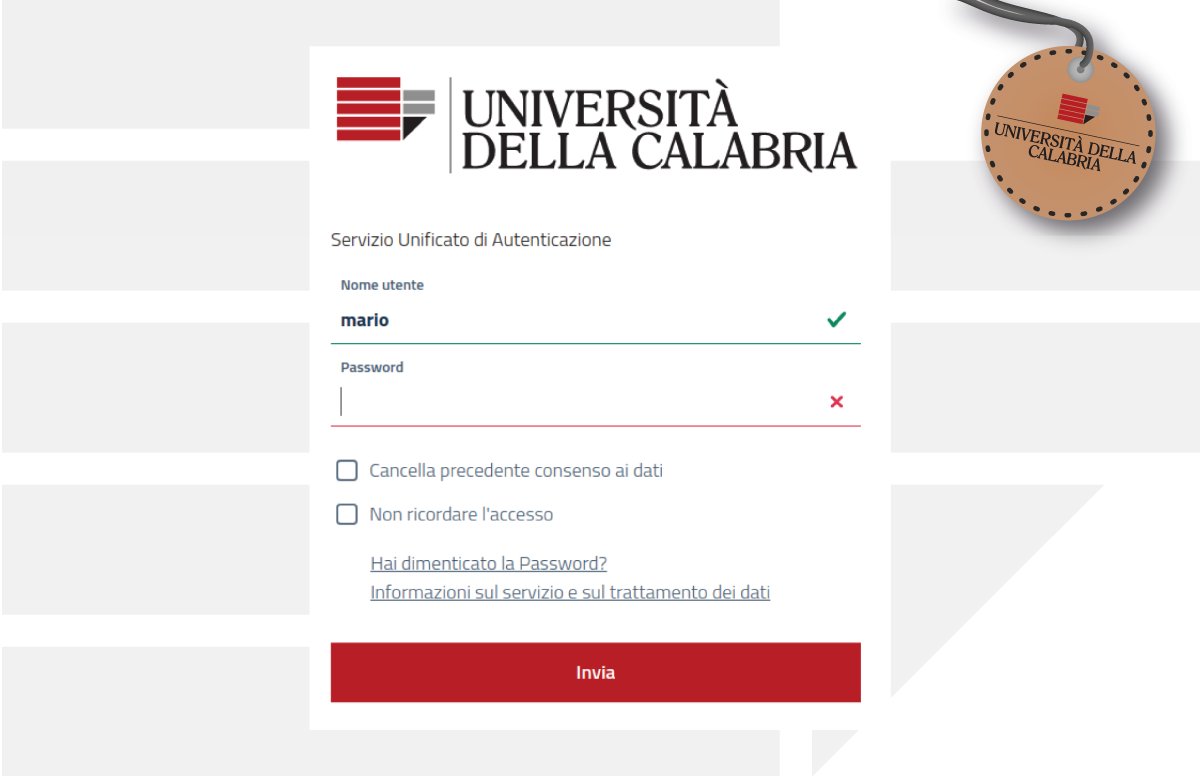 UNIVERSITÀ
DELLA CALABRIA
UNIVERSITÀ DELLA
CALABRIA
Servizio Unificato di Autenticazione
Nome utente
mario
Password
Cancella precedente consenso ai dati
Non ricordare l'accesso
Hai dimenticato la Password?
Informazioni sul servizio e sul trattamento dei dati
Invia